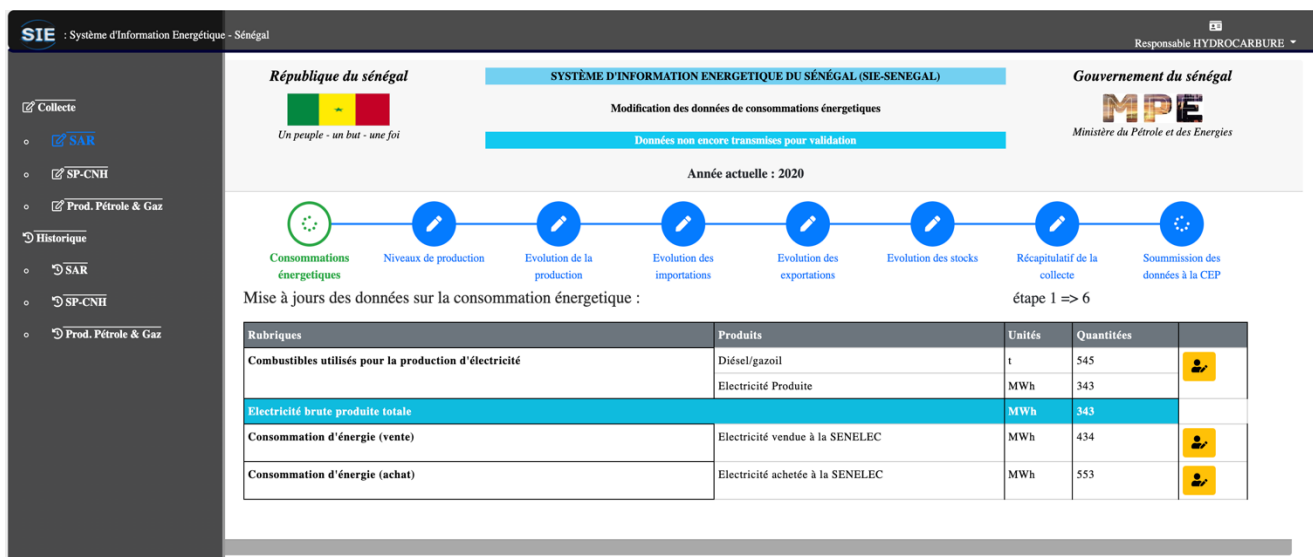 SIE : Système d'Information Energétique - Sénégal
Responsable HYDROCARBURE
Collecte
SAR
SP-CNH
Prod. Pétrole & Gaz
Historique
SAR
SP-CNH
Prod. Pétrole & Gaz
République du sénégal
Un peuple - un but - une foi
SYSTÈME D'INFORMATION ENERGETIQUE DU SÉNÉGAL (SIE-SENEGAL)
Modification des données de consommations énergetiques
Données non encore transmises pour validation
Année actuelle : 2020
Gouvernement du sénégal
MPE
Ministère du Pétrole et des Energies
Consommations
énergetiques
Niveaux de production
Evolution de la
production
Evolution des
importations
Evolution des
exportations
Evolution des stocks
Récapitulatif de la
collecte
Soummission des
données à la CEP
Mise à jours des données sur la consommation énergetique : étape 1 => 6
Rubriques Produits Unités Quantitées
Combustibles utilisés pour la production d'électricité Diésel/gazoil t 545
Electricité Produite MWh 343
Electricité brute produite totale MWh 343
Consommation d'énergie (vente) Electricité vendue à la SENELEC MWh 434
Consommation d'énergie (achat) Electricité achetée à la SENELEC MWh 553